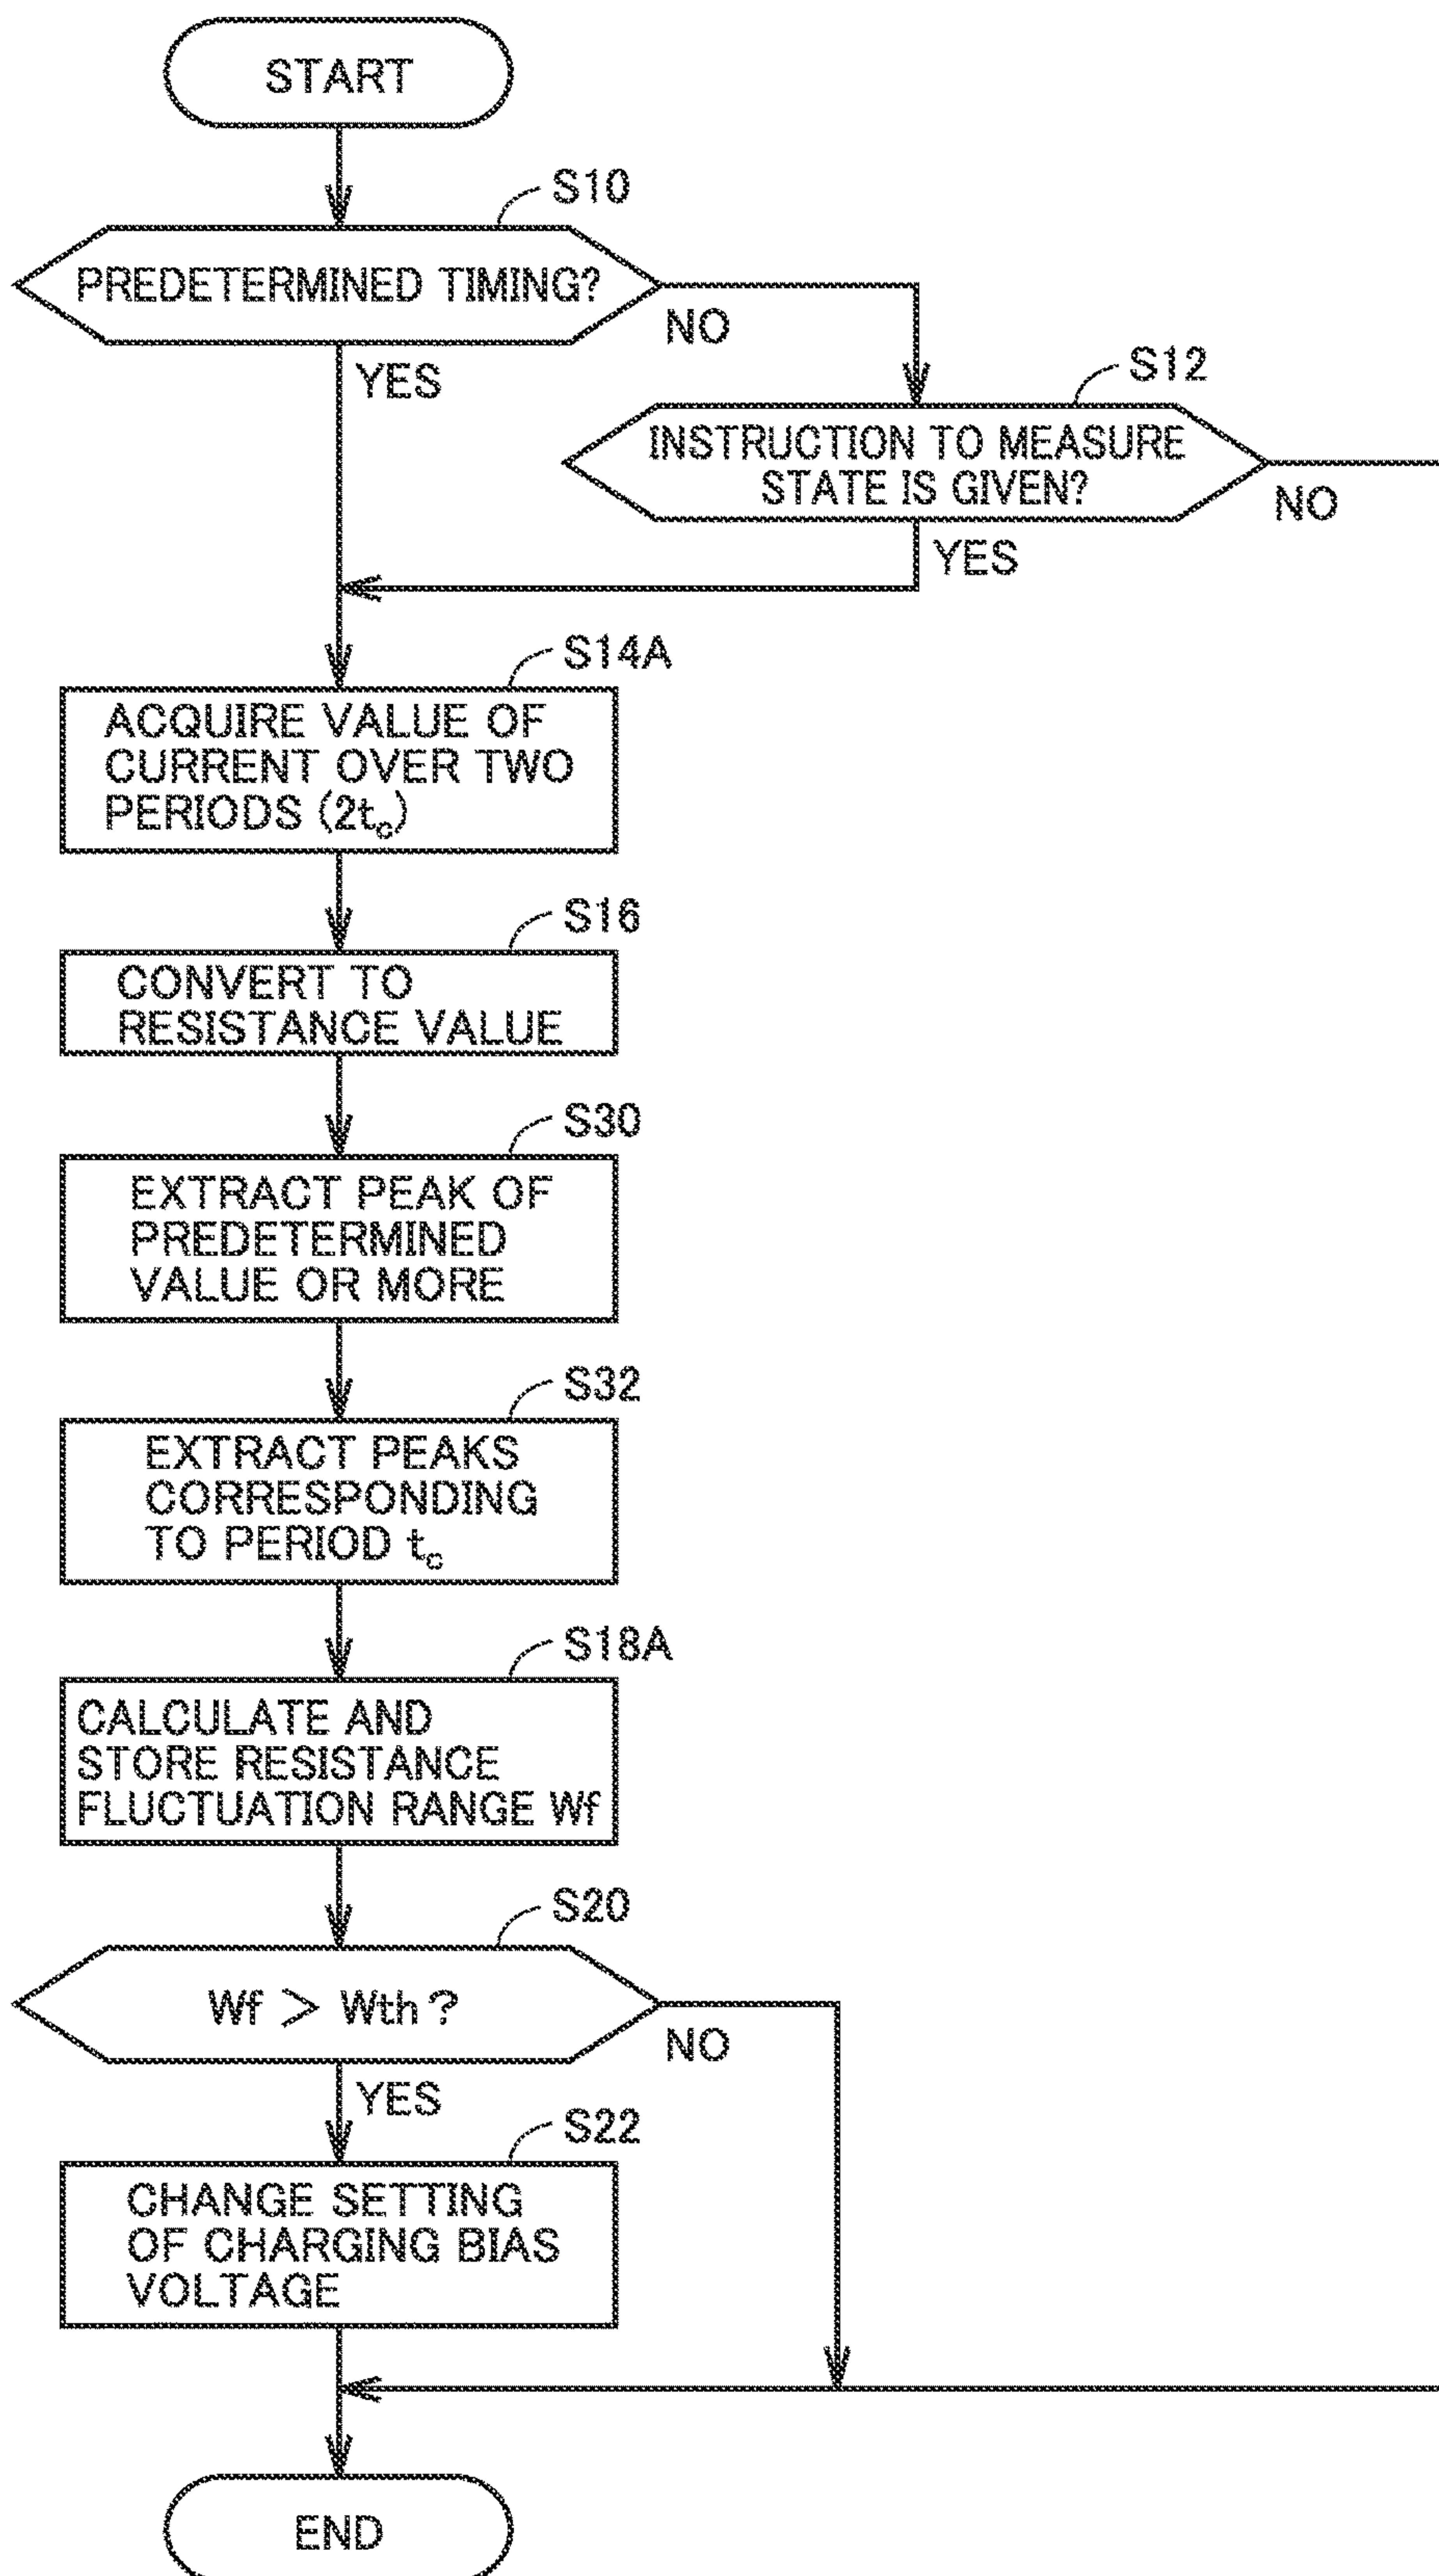 START
S10
PREDETERMINED TIMING?
NO
YES
S12
INSTRUCTION TO MEASURE
STATE IS GIVEN?
NO
YES
S14A
ACQUIRE VALUE OF
CURRENT OVER TWO
PERIODS (2tc)
S16
CONVERT TO
RESISTANCE VALUE
S30
EXTRACT PEAK OF
PREDETERMINED
VALUE OR MORE
S32
EXTRACT PEAKS
CORRESPONDING
TO PERIOD tc
S18A
CALCULATE AND
STORE RESISTANCE
FLUCTUATION RANGE Wf
S20
Wf > Wth ?
NO
YES
S22
CHANGE SETTING
OF CHARGING BIAS
VOLTAGE
END